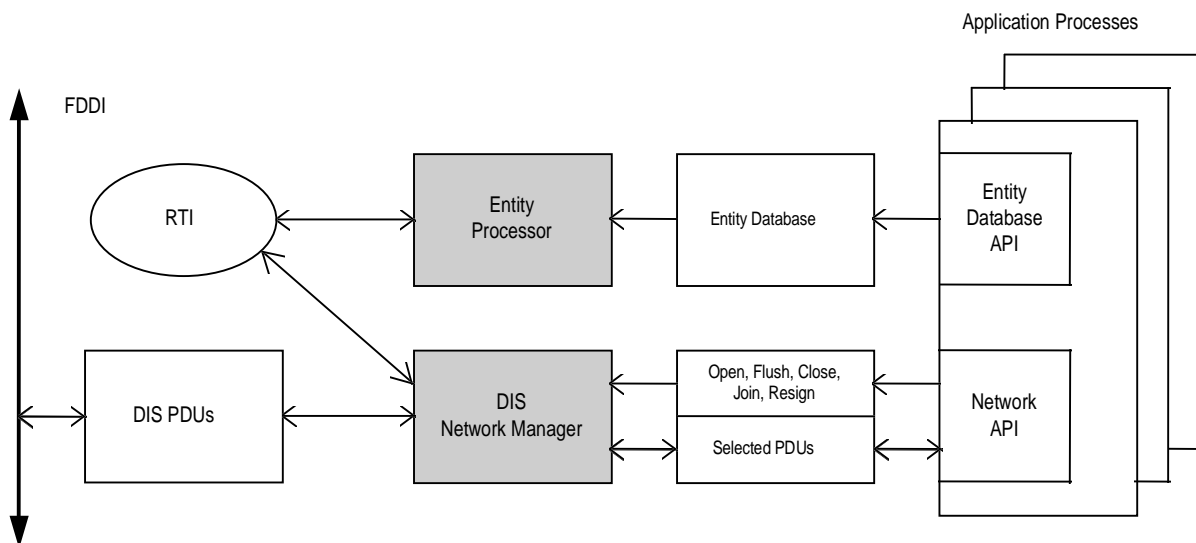 Application Processes
FDDI
RTI
Entity
Processor
Entity Database
Entity
Database
API
DIS PDUs
DIS
Network Manager
Open, Flush, Close,
Join, Resign
Selected PDUs
Network
API